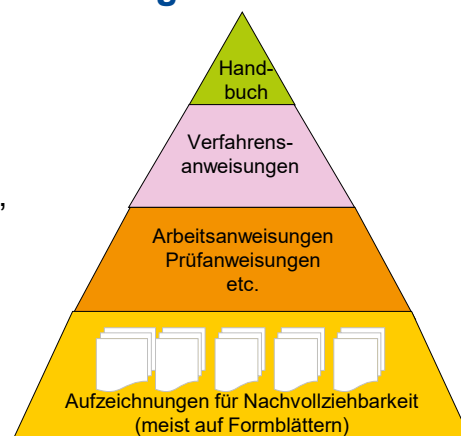 g
Hand-
buch
Verfahrens-
anweisungen
,
Arbeitsanweisungen
Prüfanweisungen
etc.
Aufzeichnungen für Nachvollziehbarkeit
(meist auf Formblättern)